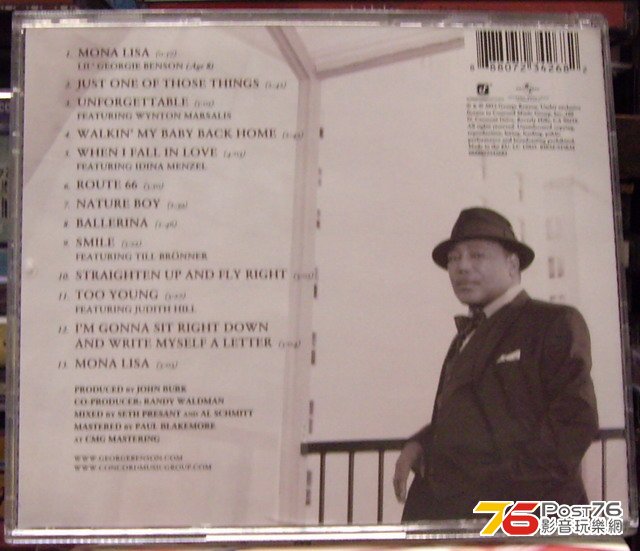 1. MONA LISA (0:27)
LIL' GEORGIE BENSON (Age 8)
2. JUST ONE OF THOSE THINGS
3. UNFORGETTABLE
FEATURING WYNTON MARSALIS
4. WALKIN' MY BABY BACK HOME
5. WHEN I FALL IN LOVE (4:03)
FEATURING IDINA MENZEL
6. ROUTE 66
7. NATURE BOY
8. BALLERINA
9. SMILE
FEATURING TILL BRÖNNER
10. STRAIGHTEN UP AND FLY RIGHT
11. TOO YOUNG
FEATURING JUDITH HILL
12. I'M GONNA SIT RIGHT DOWN
AND WRITE MYSELF A LETTER
13. MONA LISA
PRODUCED BY JOHN BURK
CO-PRODUCER: RANDY WALDMAN
MIXED BY SETH PRESANT AND AL SCHMITT
MASTERED BY PAUL BLAKEMORE
AT CMG MASTERING
WWW.GEORGEBENSON.COM
WWW.CONCORDMUSICGROUP.COM
8 88072 34268 2
76 Post76
影音玩樂網